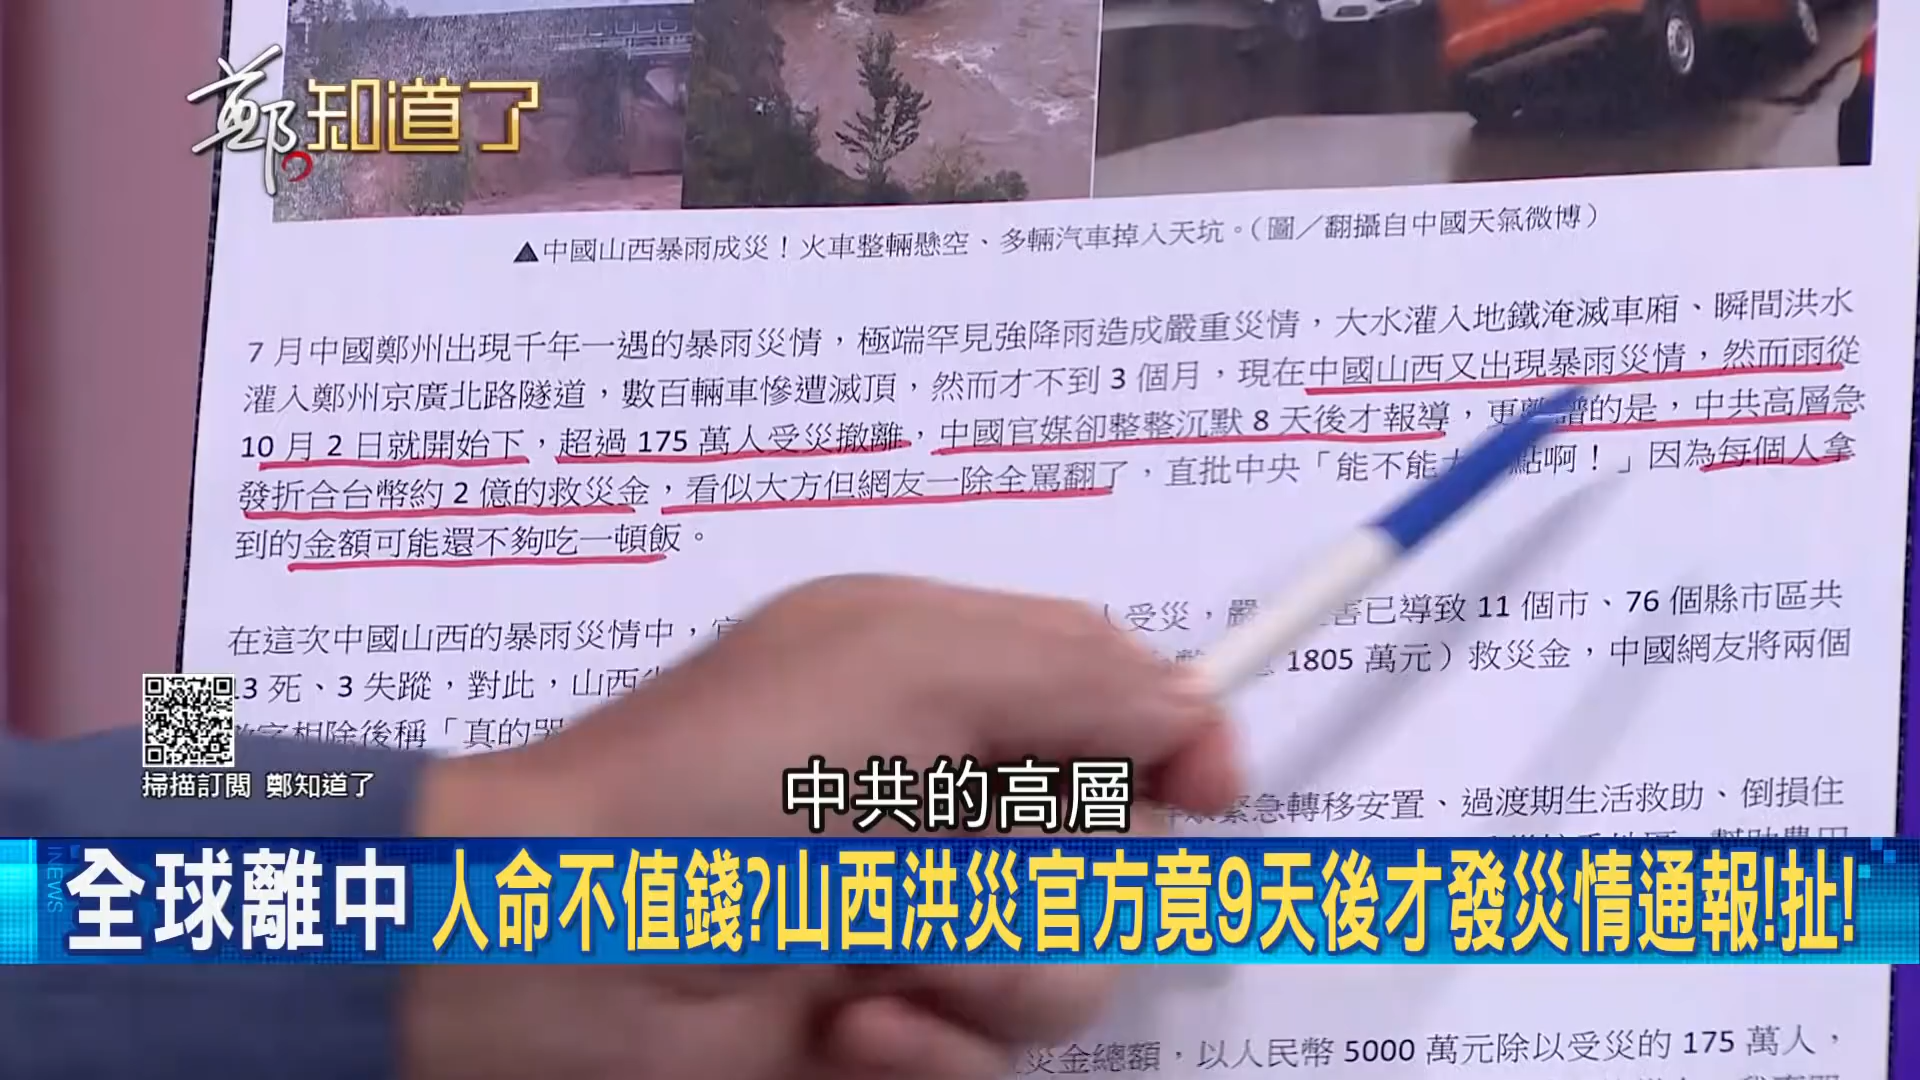 鄭知道了
▲中國山西暴雨成災！火車整輛懸空、多輛汽車掉入天坑。（圖／翻攝自中國天氣微博）
7 月中國鄭州出現千年一遇的暴雨災情，極端罕見強降雨造成嚴重災情，大水灌入地鐵淹滅車廂、瞬間洪水
灌入鄭州京廣北路隧道，數百輛車慘遭滅頂，然而才不到 3 個月，現在中國山西又出現暴雨災情，然而雨從
10 月 2 日就開始下，超過 175 萬人受災撤離，中國官媒卻整整沉默 8 天後才報導，更離譜的是，中共高層急
發折合台幣約 2 億的救災金，看似大方但網友一除全罵翻了，直批中央「能不能 點啊！」因為每個人拿
到的金額可能還不夠吃一頓飯。
在這次中國山西的暴雨災情中， 人受災，嚴 害已導致 11 個市、76 個縣市區共
13 死、3 失蹤，對此，山西 1805 萬元）救災金，中國網友將兩個
數字相除後稱「真的哭
緊急轉移安置、過渡期生活救助、倒損住
掃描訂閱 鄭知道了
中共的高層
NEWS
全球離中 人命不值錢?山西洪災官方竟9天後才發災情通報!扯!
災金總額，以人民幣 5000 萬元除以受災的 175 萬人，